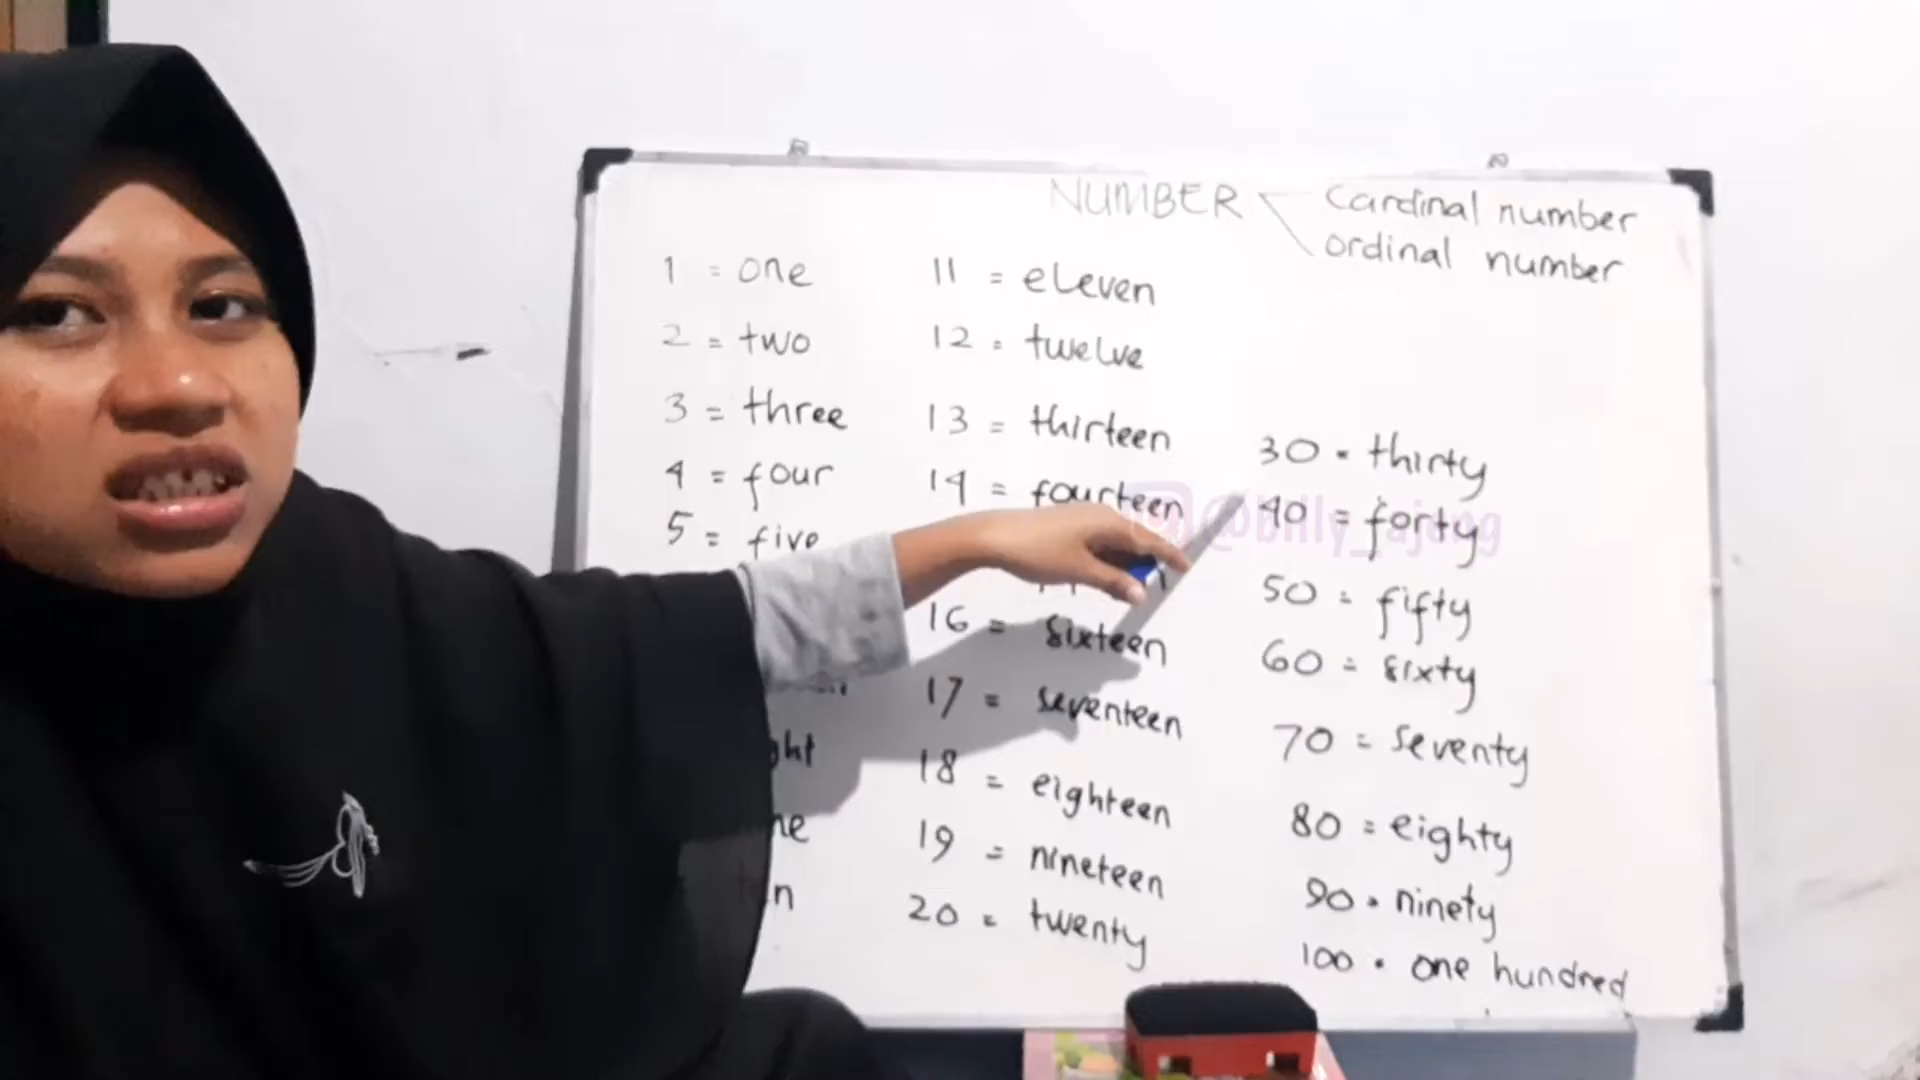 NUMBER
Cardinal number
ordinal number
1 = one
2 = two
3 = three
4 = four
5 = five
11 = eleven
12 = twelve
13 = thirteen
14 = fourteen
16 = sixteen
17 = seventeen
18 = eighteen
19 = nineteen
20 = twenty
30 = thirty
40 = forty
50 = fifty
60 = sixty
70 = seventy
80 = eighty
90 = ninety
100 = one hundred